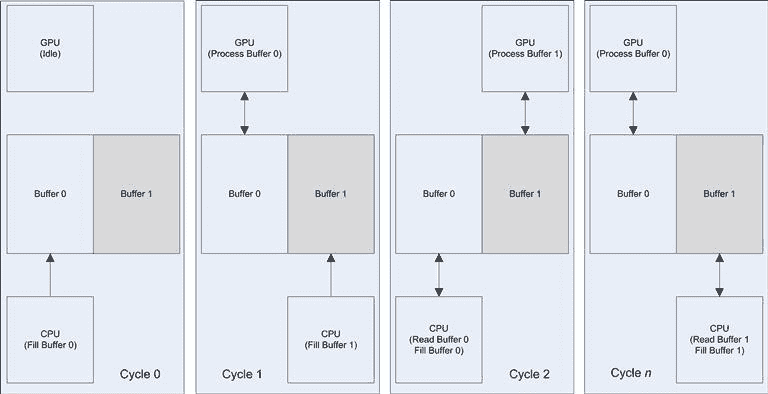 GPU
(Idle)
Buffer 0
Buffer 1
CPU
(Fill Buffer 0)
Cycle 0
GPU
(Process Buffer 0)
Buffer 0
Buffer 1
CPU
(Fill Buffer 1)
Cycle 1
GPU
(Process Buffer 1)
Buffer 0
Buffer 1
CPU
(Read Buffer 0
Fill Buffer 0)
Cycle 2
GPU
(Process Buffer 0)
Buffer 0
Buffer 1
CPU
(Read Buffer 1
Fill Buffer 1)
Cycle n